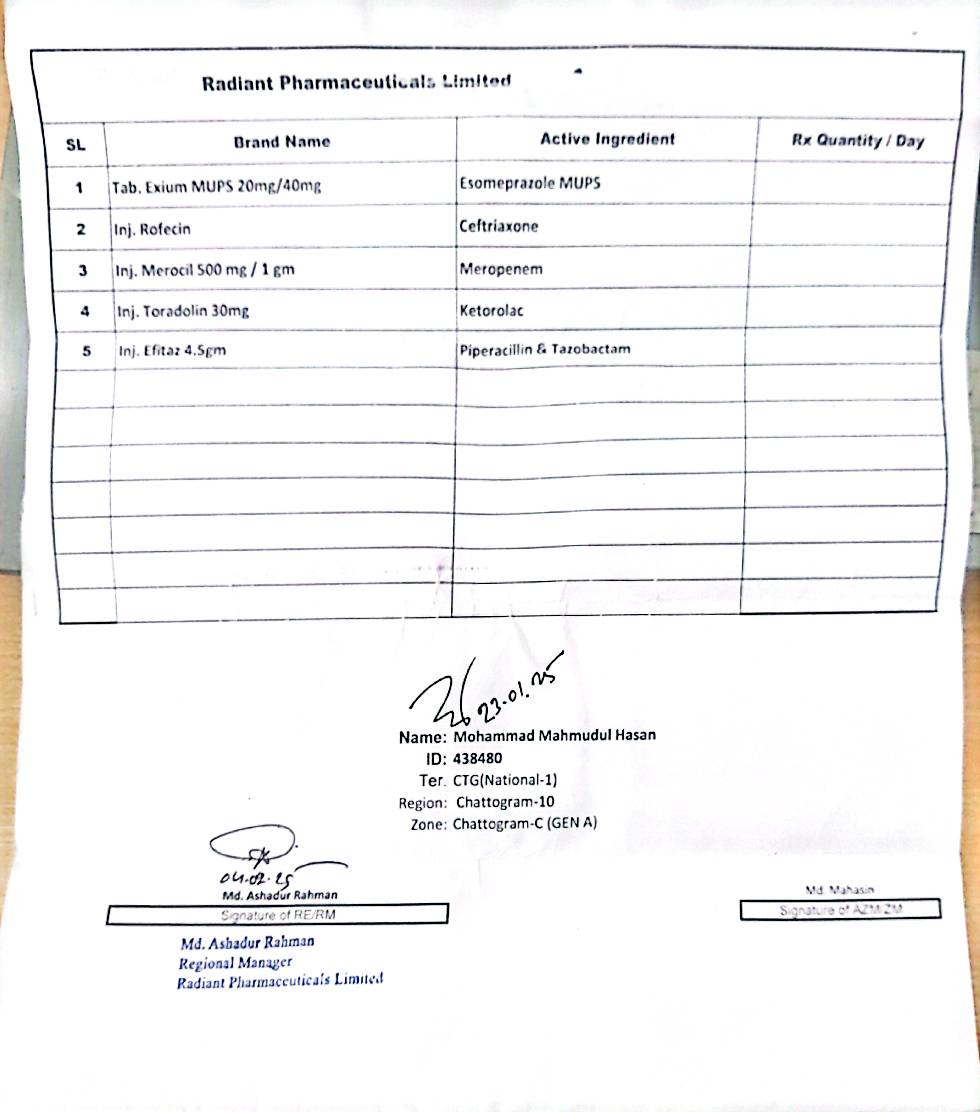 Radiant Pharmaceuticals Limited
SL Brand Name Active Ingredient Rx Quantity / Day
1 Tab. Exium MUPS 20mg/40mg Esomeprazole MUPS
2 Inj. Rofecin Ceftriaxone
3 Inj. Merocil 500 mg / 1 gm Meropenem
4 Inj. Toradolin 30mg Ketorolac
5 Inj. Efitaz 4.5gm Piperacillin & Tazobactam
23.01.25
Name: Mohammad Mahmudul Hasan
ID: 438480
Ter. CTG(National-1)
Region: Chattogram-10
Zone: Chattogram-C (GEN A)
04.02.25
Md. Ashadur Rahman
Signature of RE/RM
Md. Mahasin
Signature of AZM/ZM
Md. Ashadur Rahman
Regional Manager
Radiant Pharmaceuticals Limited